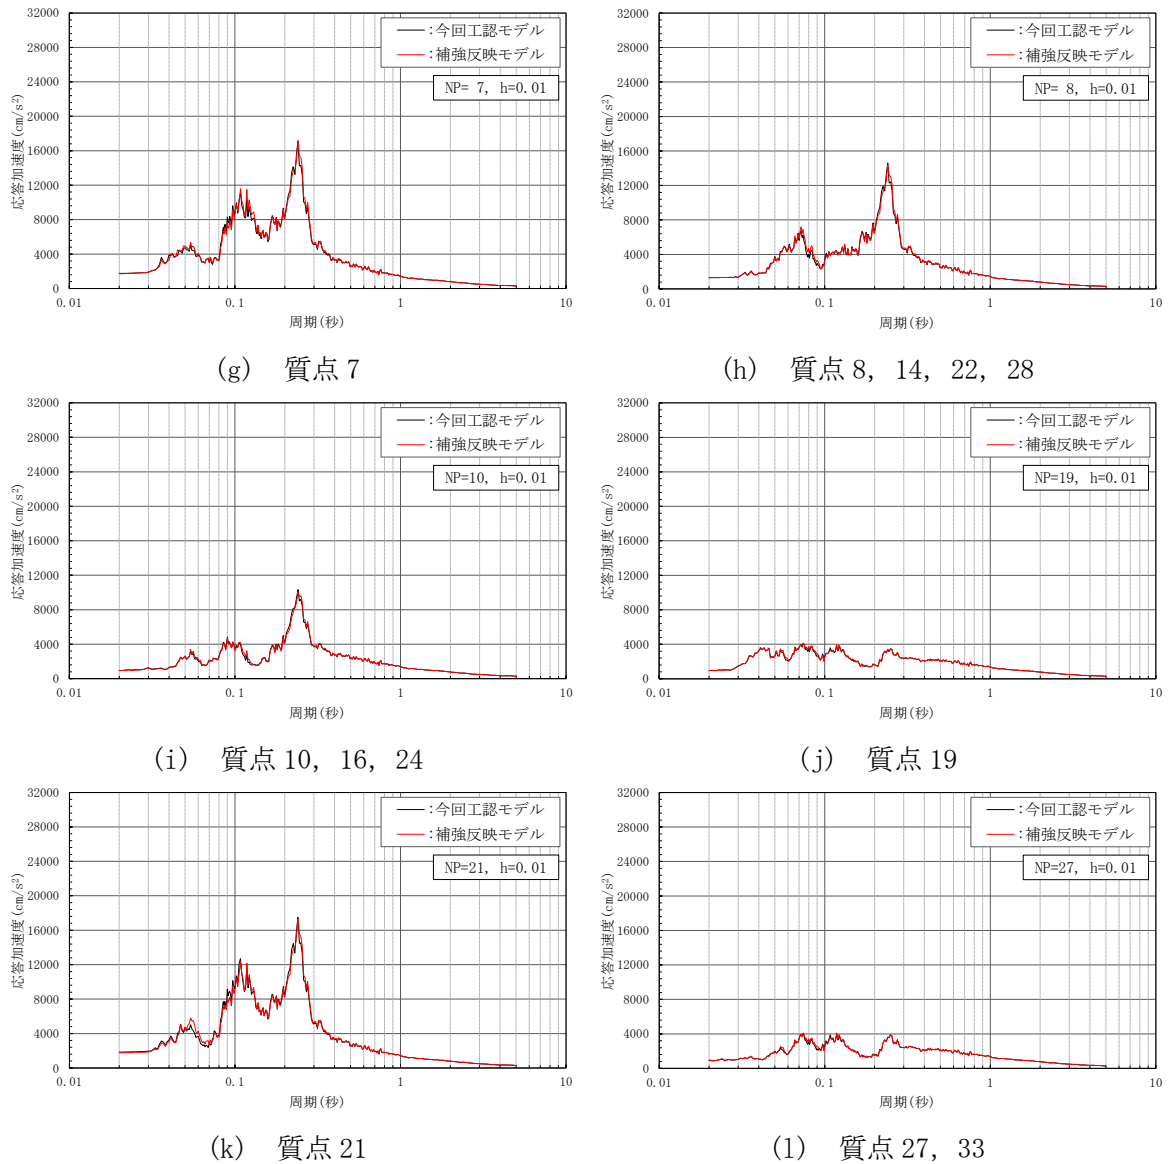 32000
28000
24000
20000
16000
12000
8000
4000
0
応答加速度(cm/s²)
—:今回工認モデル
—:補強反映モデル
NP= 7, h=0.01
0.01 0.1 1 10
周期(秒)
(g) 質点 7
32000
28000
24000
20000
16000
12000
8000
4000
0
応答加速度(cm/s²)
—:今回工認モデル
—:補強反映モデル
NP= 8, h=0.01
0.01 0.1 1 10
周期(秒)
(h) 質点 8, 14, 22, 28
32000
28000
24000
20000
16000
12000
8000
4000
0
応答加速度(cm/s²)
—:今回工認モデル
—:補強反映モデル
NP=10, h=0.01
0.01 0.1 1 10
周期(秒)
(i) 質点 10, 16, 24
32000
28000
24000
20000
16000
12000
8000
4000
0
応答加速度(cm/s²)
—:今回工認モデル
—:補強反映モデル
NP=19, h=0.01
0.01 0.1 1 10
周期(秒)
(j) 質点 19
32000
28000
24000
20000
16000
12000
8000
4000
0
応答加速度(cm/s²)
—:今回工認モデル
—:補強反映モデル
NP=21, h=0.01
0.01 0.1 1 10
周期(秒)
(k) 質点 21
32000
28000
24000
20000
16000
12000
8000
4000
0
応答加速度(cm/s²)
—:今回工認モデル
—:補強反映モデル
NP=27, h=0.01
0.01 0.1 1 10
周期(秒)
(l) 質点 27, 33